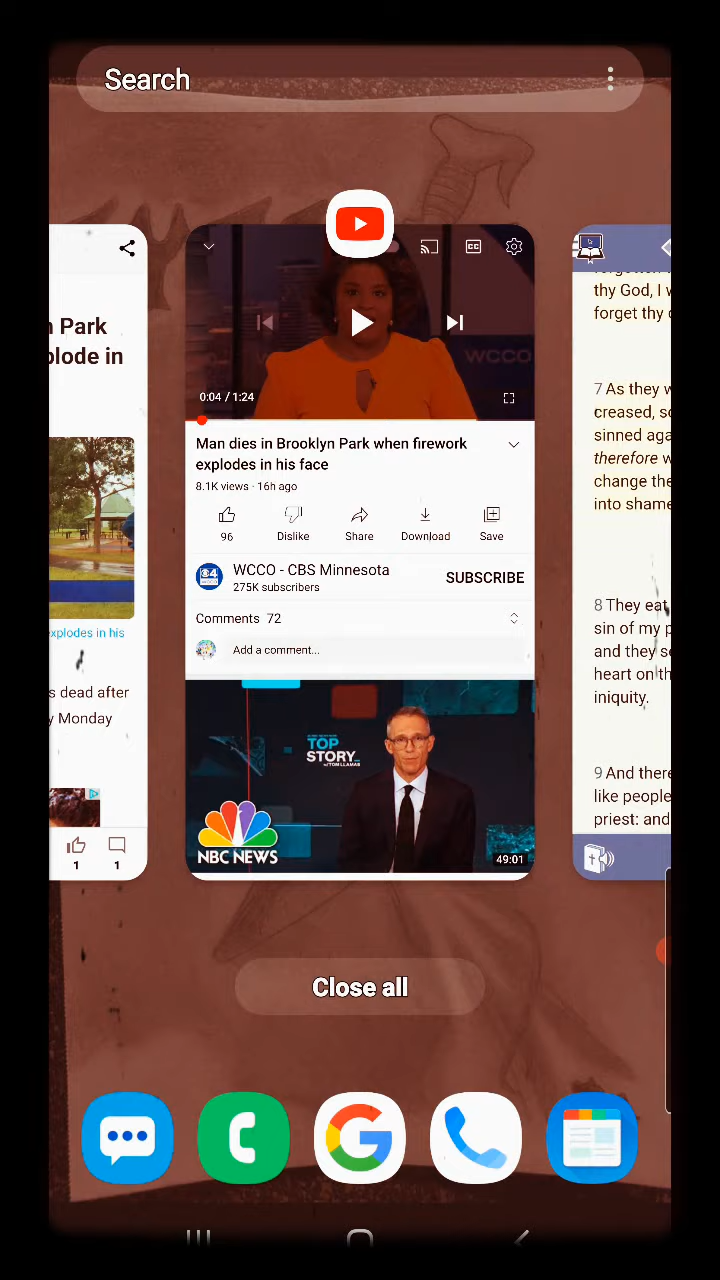 Search
n Park
plode in
explodes in his
s dead after
y Monday
1
1
WCCO
0:04 / 1:24
Man dies in Brooklyn Park when firework
explodes in his face
8.1K views · 16h ago
96
Dislike
Share
Download
Save
WCCO - CBS Minnesota
275K subscribers
SUBSCRIBE
Comments 72
Add a comment...
TOP
STORY
W/TOM LLAMAS
NBC NEWS
49:01
thy God, I w
forget thy c
7 As they w
creased, so
sinned aga
therefore w
change the
into shame
8 They eat
sin of my p
and they se
heart on th
iniquity.
9 And there
like people
priest: and
Close all